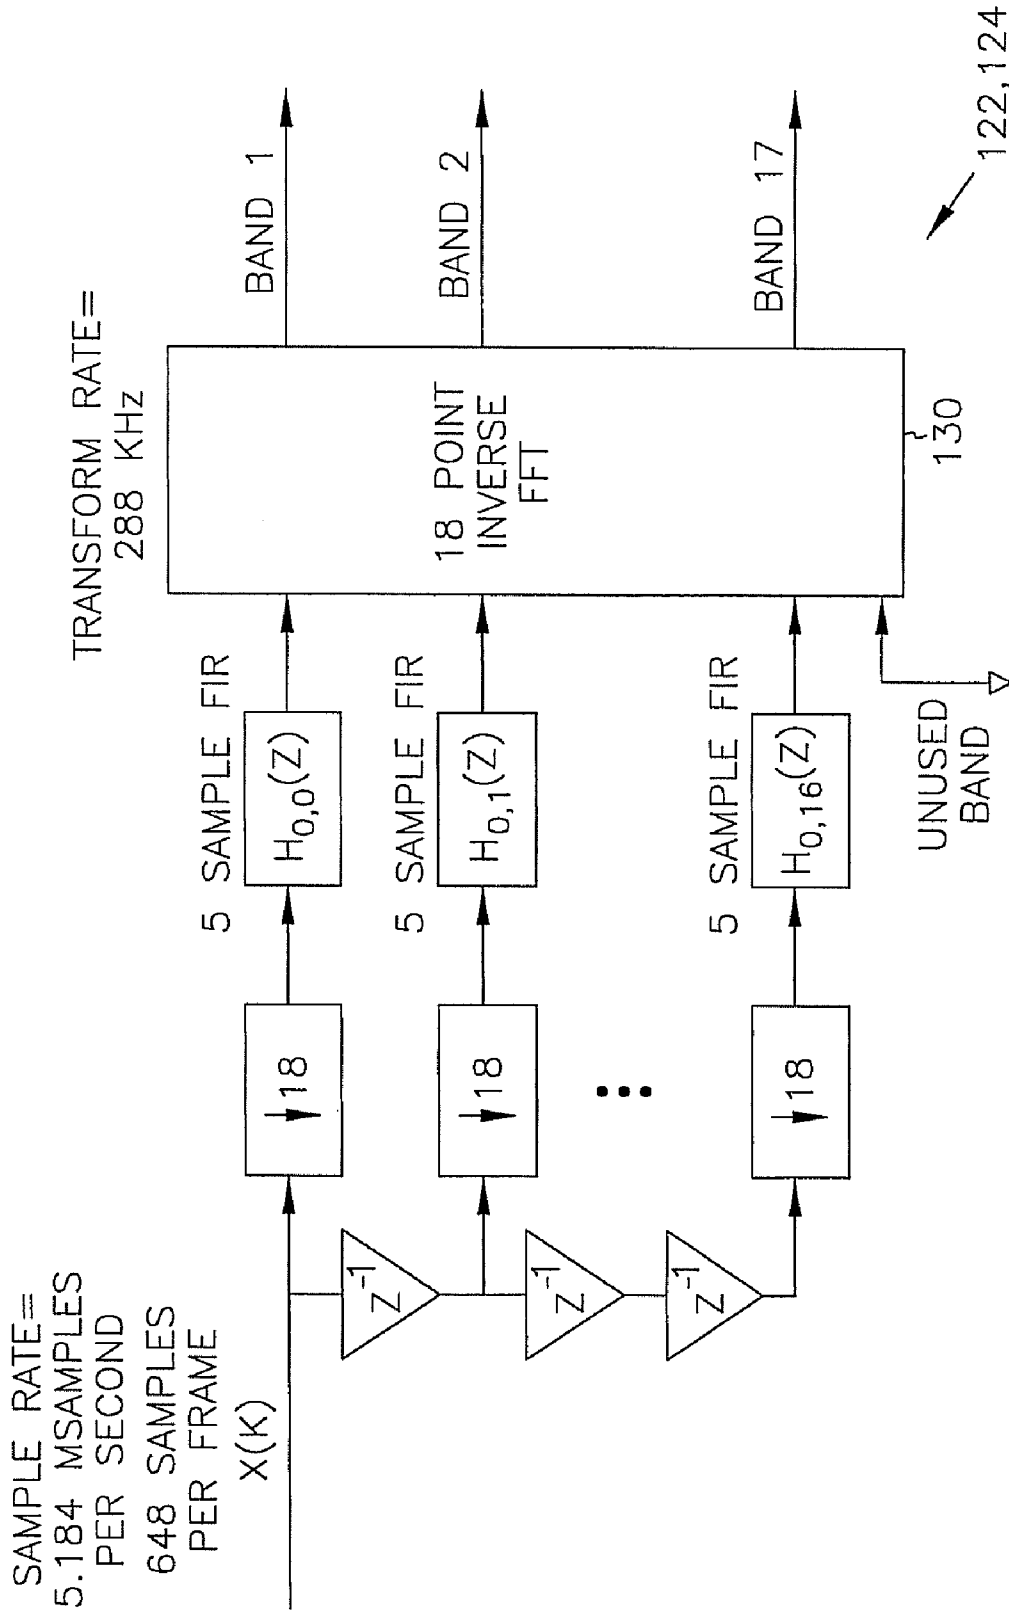 SAMPLE RATE=
5.184 MSAMPLES
PER SECOND
648 SAMPLES
PER FRAME
X(K)
Z-1
Z-1
Z-1
↓18
↓18
↓18
•••
5 SAMPLE FIR
H0,0(Z)
5 SAMPLE FIR
H0,1(Z)
5 SAMPLE FIR
H0,16(Z)
UNUSED
BAND
TRANSFORM RATE=
288 KHz
18 POINT
INVERSE
FFT
130
BAND 1
BAND 2
BAND 17
122,124